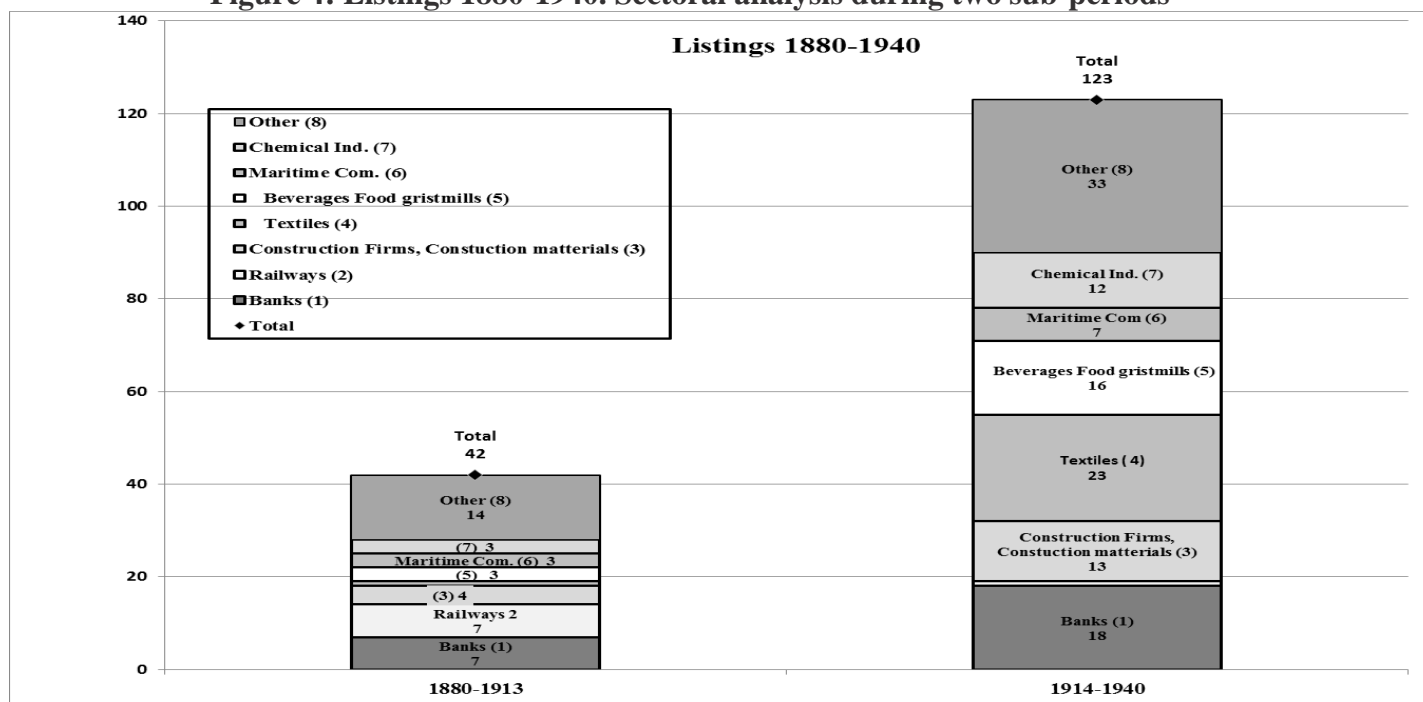 Figure 4: Listings 1880-1940. Sectoral analysis during two sub-periods
Listings 1880-1940
140
120
100
80
60
40
20
0
Other (8)
Chemical Ind. (7)
Maritime Com. (6)
Beverages Food gristmills (5)
Textiles (4)
Construction Firms, Constuction matterials (3)
Railways (2)
Banks (1)
Total
Total
42
Other (8)
14
(7) 3
Maritime Com. (6) 3
(5) 3
(3) 4
Railways 2
7
Banks (1)
7
1880-1913
Total
123
Other (8)
33
Chemical Ind. (7)
12
Maritime Com (6)
7
Beverages Food gristmills (5)
16
Textiles ( 4)
23
Construction Firms,
Constuction matterials (3)
13
Banks (1)
18
1914-1940